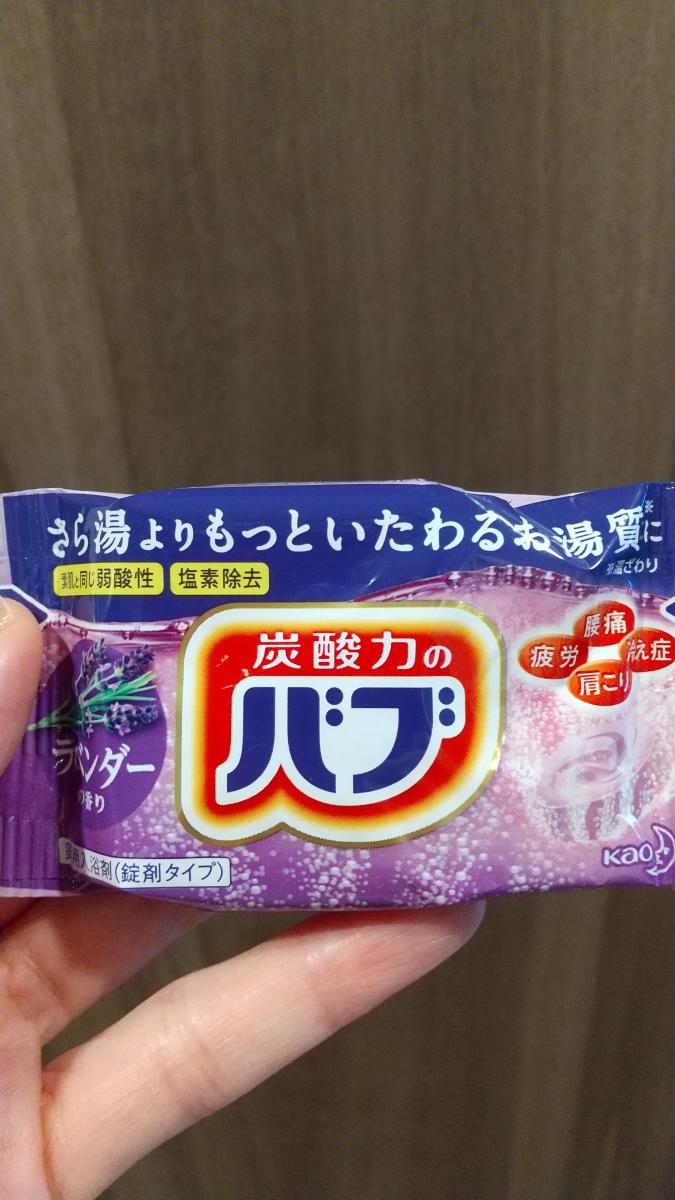 さら湯よりもっといたわるお湯質に※
※湯ざわり
素肌と同じ弱酸性
塩素除去
炭酸力の
バブ
腰痛
疲労
冷え症
肩こり
ラベンダー
の香り
薬用入浴剤(錠剤タイプ)
Kao